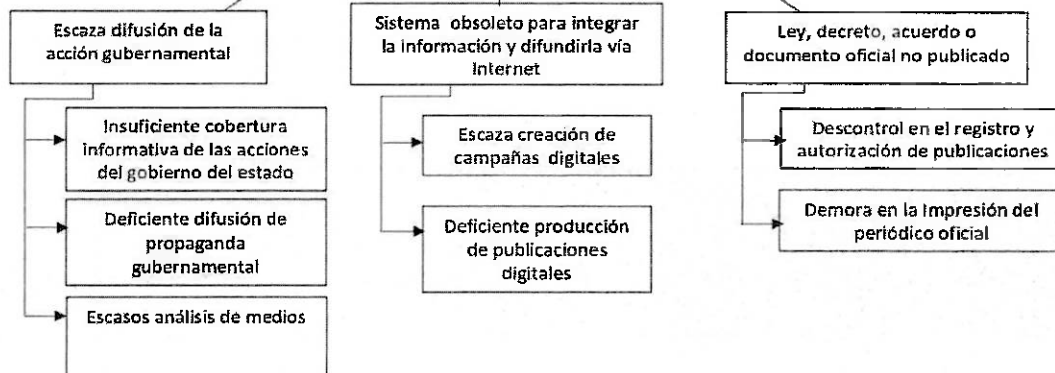 Escaza difusión de la
acción gubernamental
Insuficiente cobertura
informativa de las acciones
del gobierno del estado
Deficiente difusión de
propaganda
gubernamental
Escasos análisis de medios
Sistema obsoleto para integrar
la información y difundirla vía
Internet
Escaza creación de
campañas digitales
Deficiente producción
de publicaciones
digitales
Ley, decreto, acuerdo o
documento oficial no publicado
Descontrol en el registro y
autorización de publicaciones
Demora en la Impresión del
periódico oficial